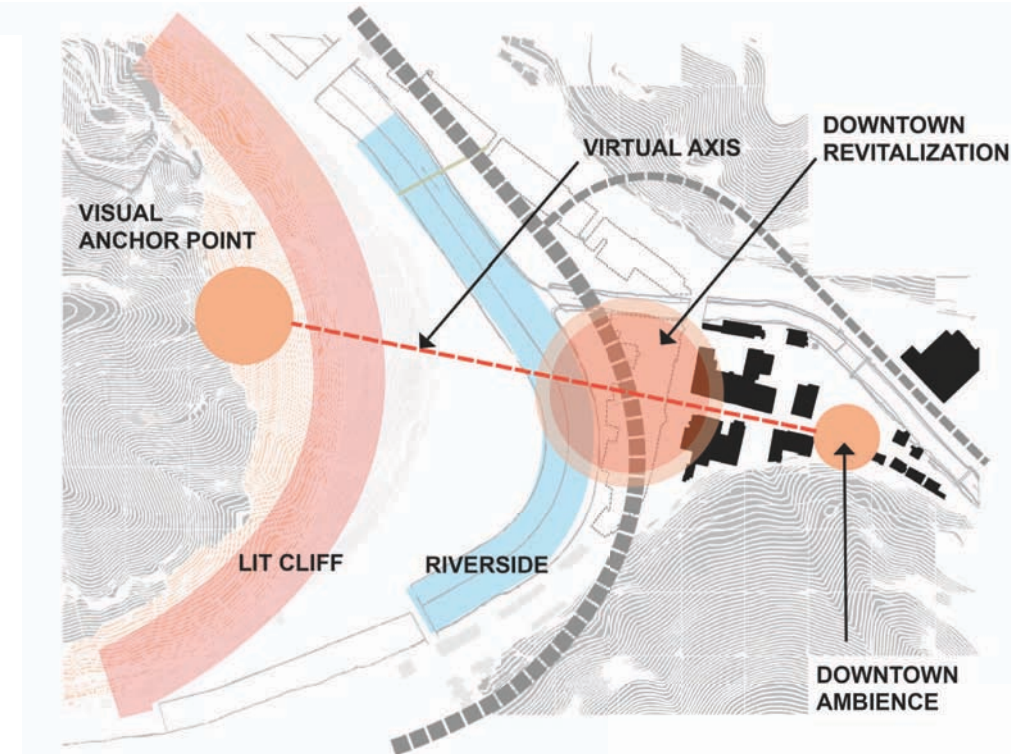 DOWNTOWN
REVITALIZATION
VIRTUAL AXIS
VISUAL
ANCHOR POINT
LIT CLIFF
RIVERSIDE
DOWNTOWN
AMBIENCE